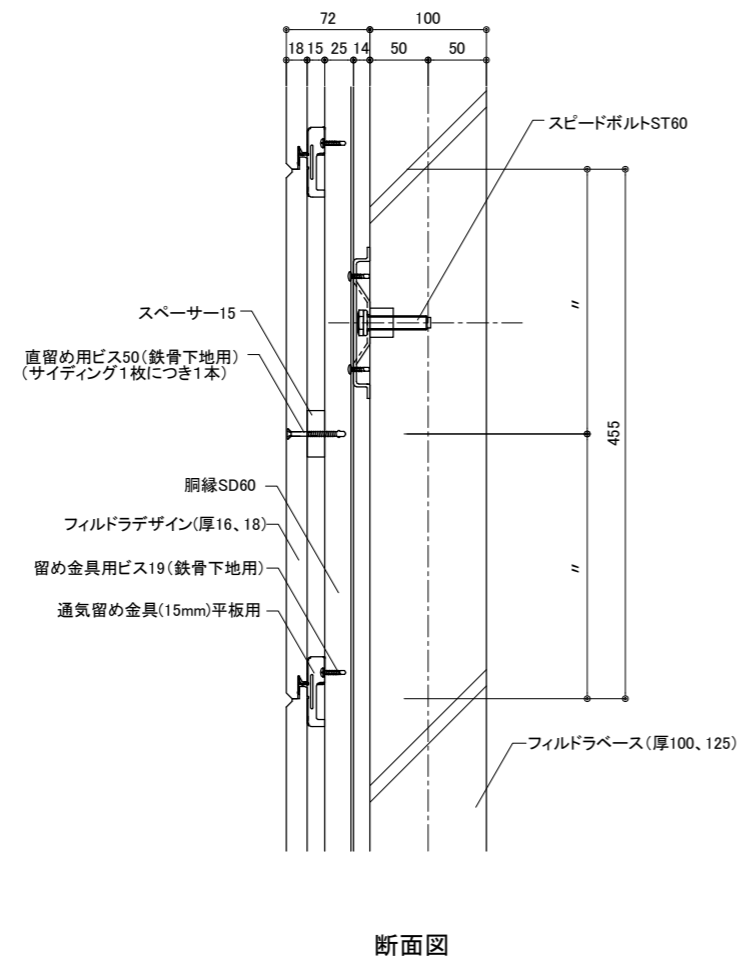 72
100
18
15
25
14
50
50
スピードボルトST60
〃
スペーサー15
直留め用ビス50(鉄骨下地用)
(サイディング1枚につき1本)
455
胴縁SD60
フィルドラデザイン(厚16、18)
留め金具用ビス19(鉄骨下地用)
〃
通気留め金具(15mm)平板用
フィルドラベース(厚100、125)
断面図